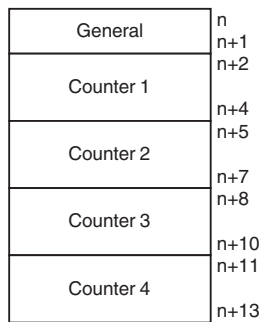 General
n
n+1
n+2
Counter 1
n+4
n+5
Counter 2
n+7
n+8
Counter 3
n+10
n+11
Counter 4
n+13